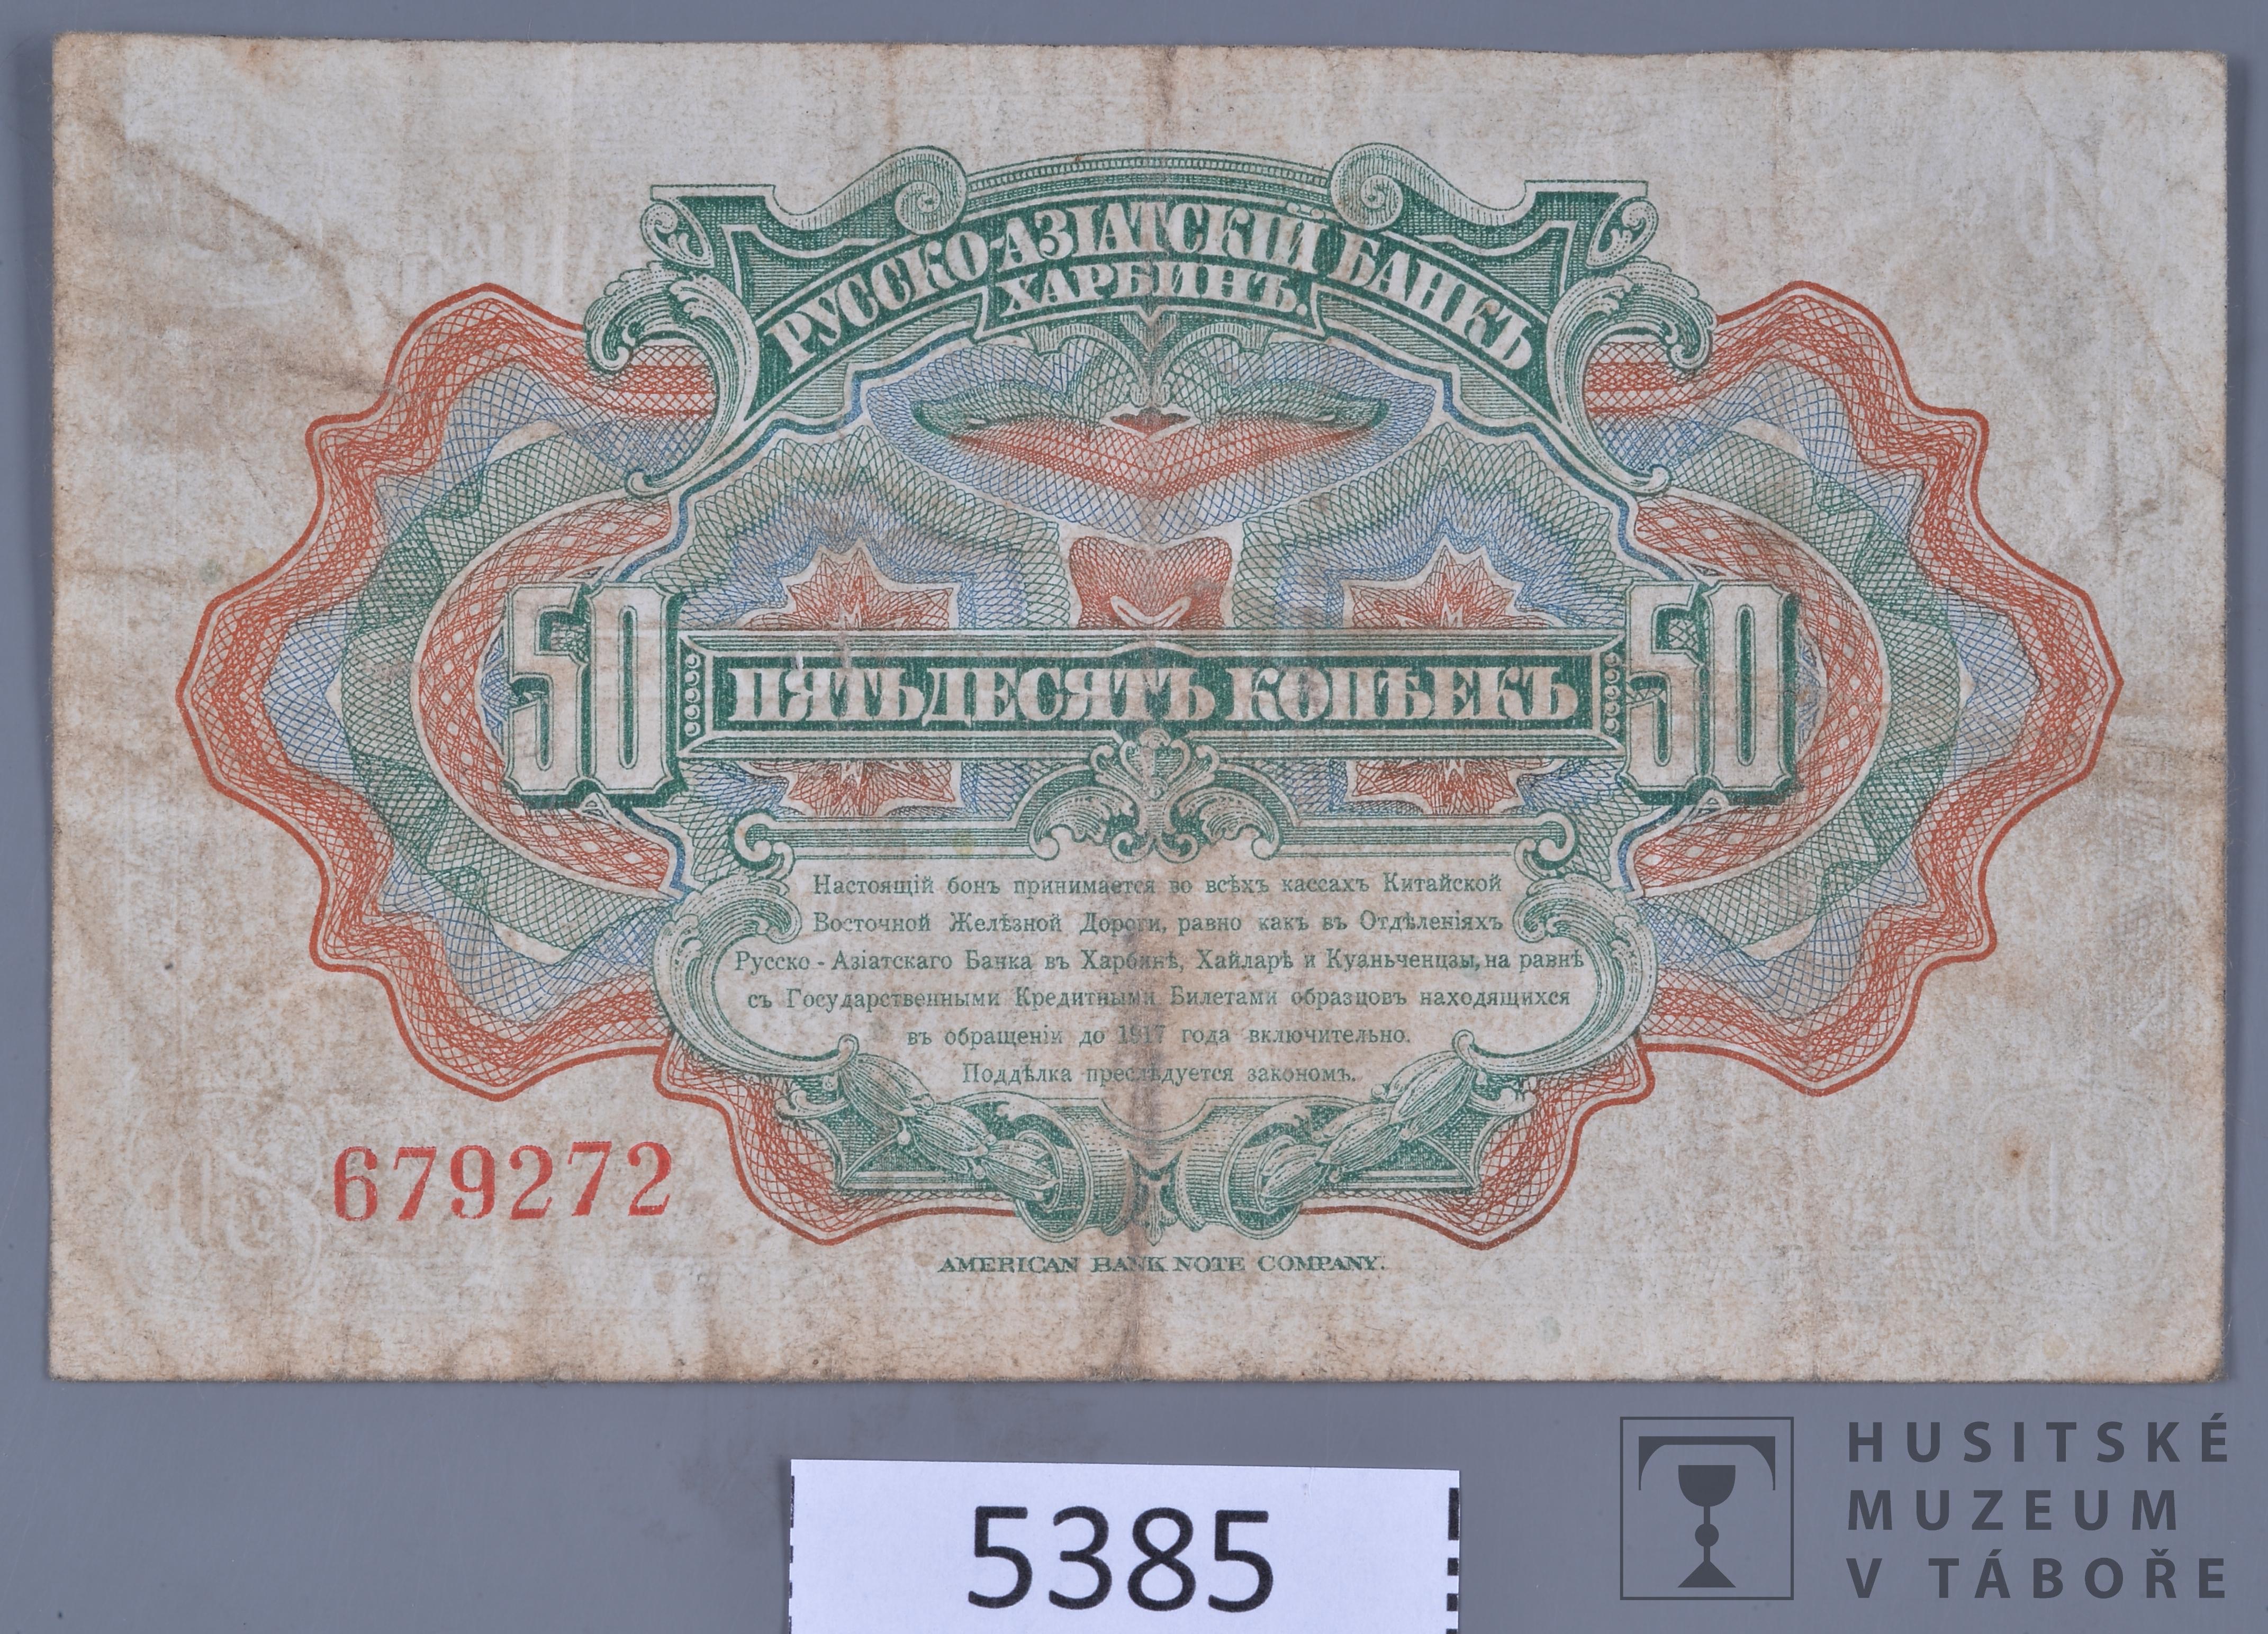 РУССКО-АЗІАТСКІЙ БАНКЪ
ХАРБИНЪ.
50 ПЯТЬДЕСЯТЪ КОПѢЕКЪ 50
Настоящій бонъ принимается во всѣхъ кассахъ Китайской
Восточной Желѣзной Дороги, равно какъ въ Отдѣленіяхъ
Русско-Азіатскаго Банка въ Харбинѣ, Хайларѣ и Куаньченцзы, на равнѣ
съ Государственными Кредитными Билетами образцовъ находящихся
въ обращеніи до 1917 года включительно.
Поддѣлка преслѣдуется закономъ.
679272
AMERICAN BANK NOTE COMPANY.
5385
HUSITSKÉ
MUZEUM
V TÁBOŘE